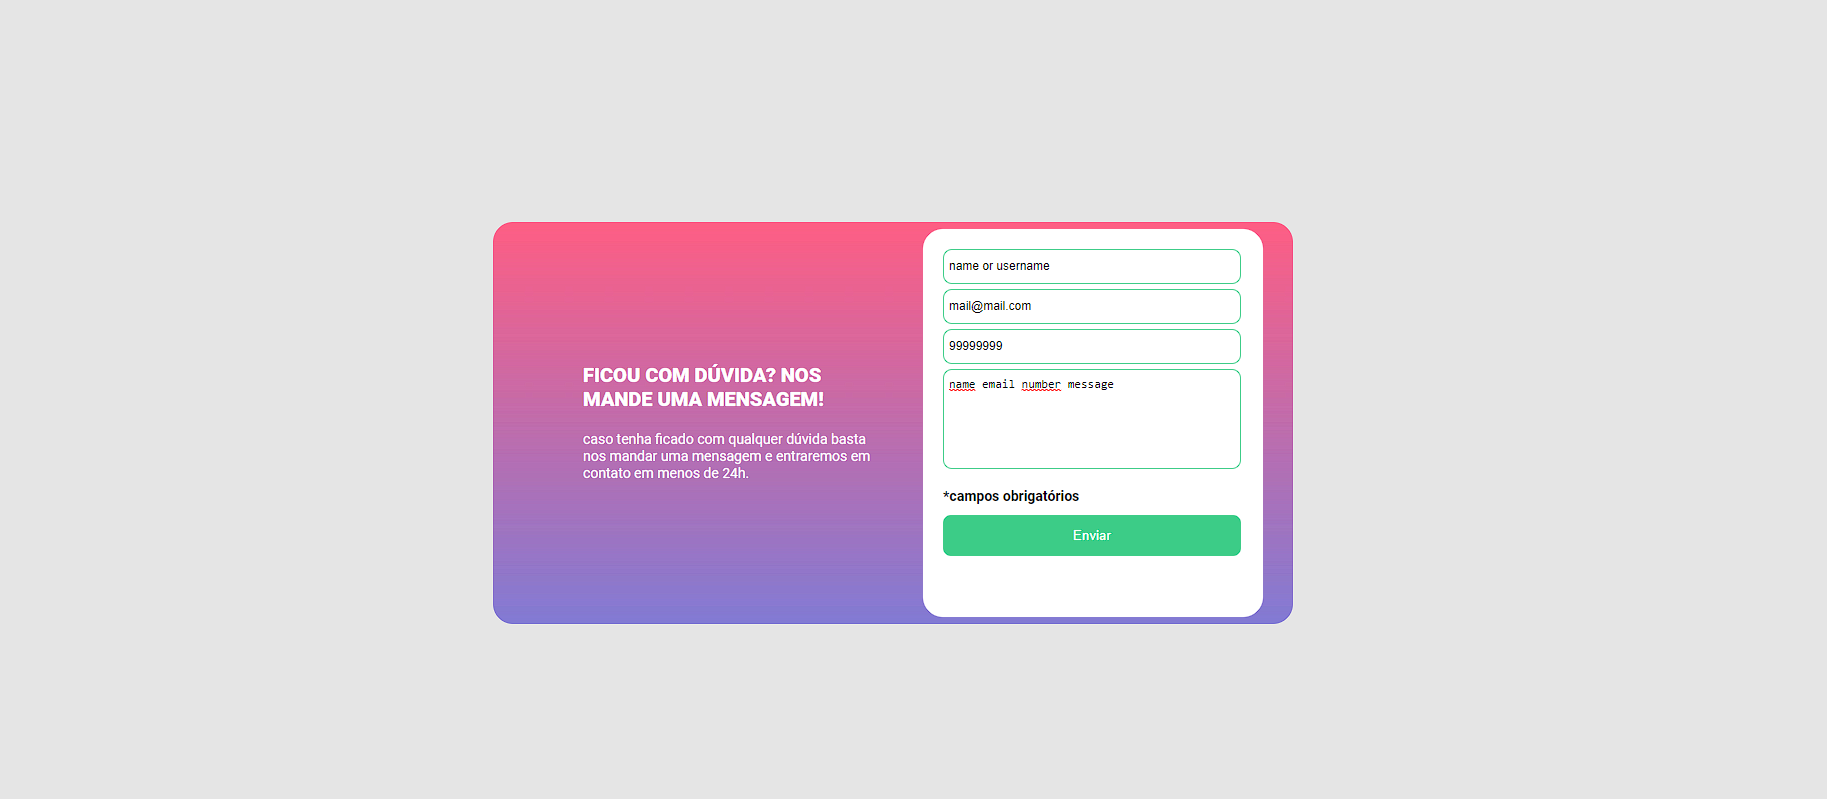 FICOU COM DÚVIDA? NOS
MANDE UMA MENSAGEM!
caso tenha ficado com qualquer dúvida basta
nos mandar uma mensagem e entraremos em
contato em menos de 24h.
name or username
mail@mail.com
99999999
name email number message
*campos obrigatórios
Enviar